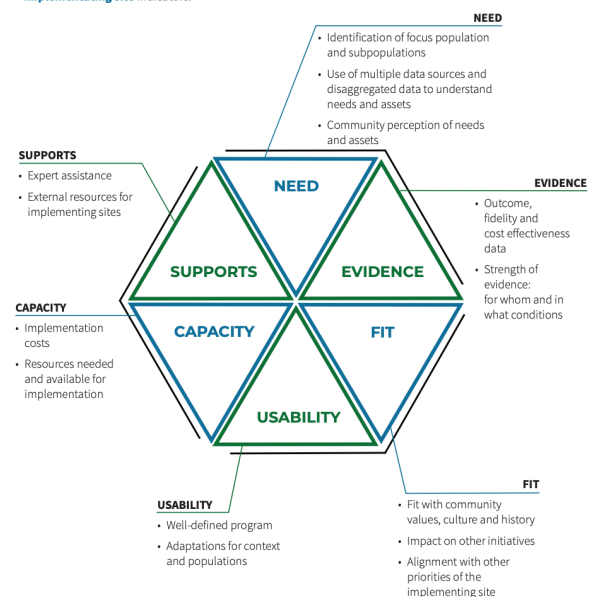 NEED
• Identification of focus population
and subpopulations
• Use of multiple data sources and
disaggregated data to understand
needs and assets
• Community perception of needs
and assets
SUPPORTS
• Expert assistance
• External resources for
implementing sites
EVIDENCE
• Outcome,
fidelity and
cost effectiveness
data
• Strength of
evidence:
for whom and in
what conditions
NEED
SUPPORTS
EVIDENCE
CAPACITY
FIT
USABILITY
CAPACITY
• Implementation
costs
• Resources needed
and available for
implementation
USABILITY
• Well-defined program
• Adaptations for context
and populations
FIT
• Fit with community
values, culture and history
• Impact on other initiatives
• Alignment with other
priorities of the
implementing site